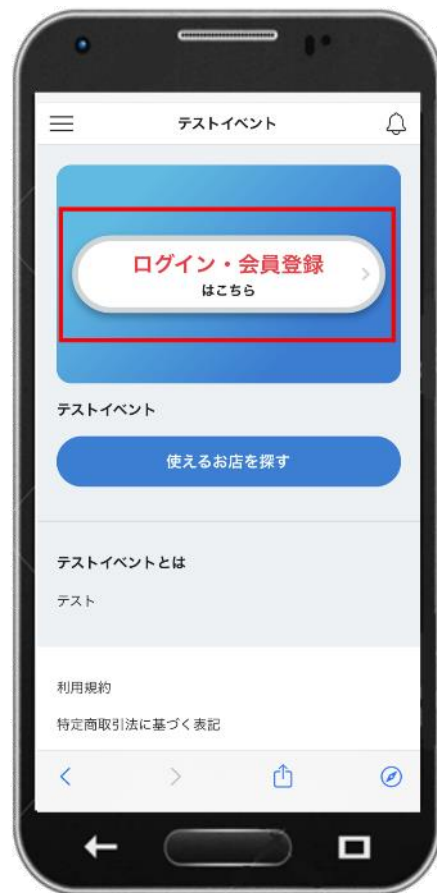 テストイベント
ログイン・会員登録
はこちら
テストイベント
使えるお店を探す
テストイベントとは
テスト
利用規約
特定商取引法に基づく表記